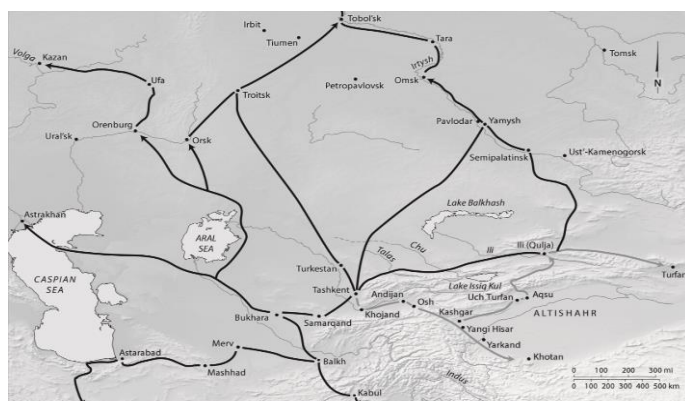 Irbit
Tobol'sk
Tiumen
Tara
Volga
Kazan
Tomsk
Irtysh
N
Ufa
Omsk
Petropavlovsk
Troitsk
Orenburg
Pavlodar
Yamysh
Ural'sk
Orsk
Semipalatinsk
Ust'-Kamenogorsk
Lake Balkhash
Astrakhan
ARAL
SEA
Chu
Talas
Ili
Ili (Qulja)
CASPIAN
SEA
Turkestan
Turfan
Tashkent
Lake Issiq Kul
Andijan
Osh
Uch Turfan
Aqsu
Khojand
ALTISHAHR
Bukhara
Samarqand
Kashgar
Yangi Hisar
Merv
Yarkand
Astarabad
Balkh
Khotan
Mashhad
Indus
Kabul
0 100 200 300 mi
0 100 200 300 400 500 km